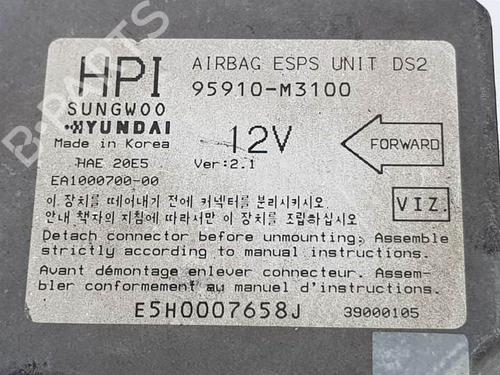 HPI
AIRBAG ESPS UNIT DS2
SUNGWOO
95910-M3100
HYUNDAI
12V
FORWARD
Made in Korea
HAE 20E5
Ver:2.1
EA1000700-00
VIZ.
이 장치를 떼어내기 전에 커넥터를 분리시키시오
안내 책자의 지침에 따라서만 이 장치를 조립하십시오
Detach connector before unmounting; Assemble
strictly according to manual instructions.
Avant démontage enlever connecteur. Assem-
bler conformement au manuel d'instructions.
E5H0007658J
39000105
B-PARTS